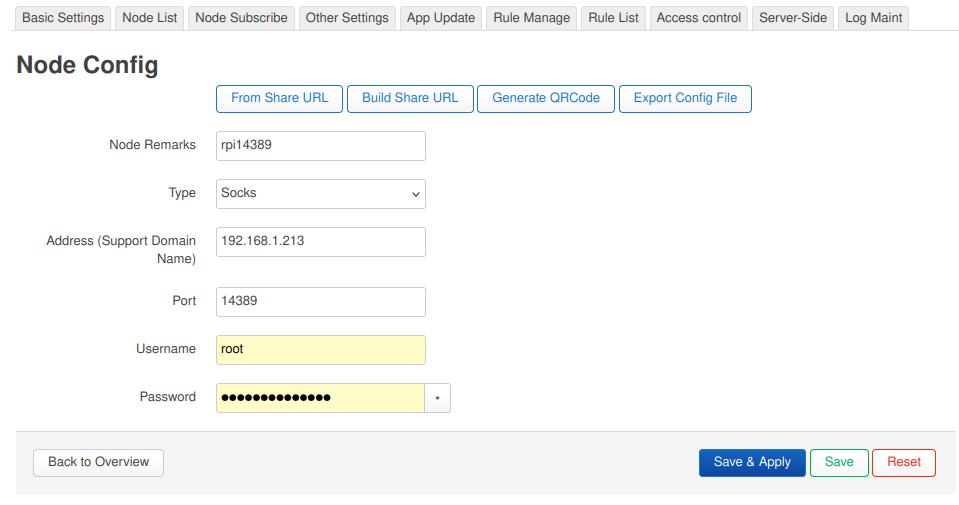 Basic Settings Node List Node Subscribe Other Settings App Update Rule Manage Rule List Access control Server-Side Log Maint
Node Config
From Share URL Build Share URL Generate QRCode Export Config File
Node Remarks rpi14389
Type Socks
Address (Support Domain Name) 192.168.1.213
Port 14389
Username root
Password •••••••••••••• *
Back to Overview Save & Apply Save Reset